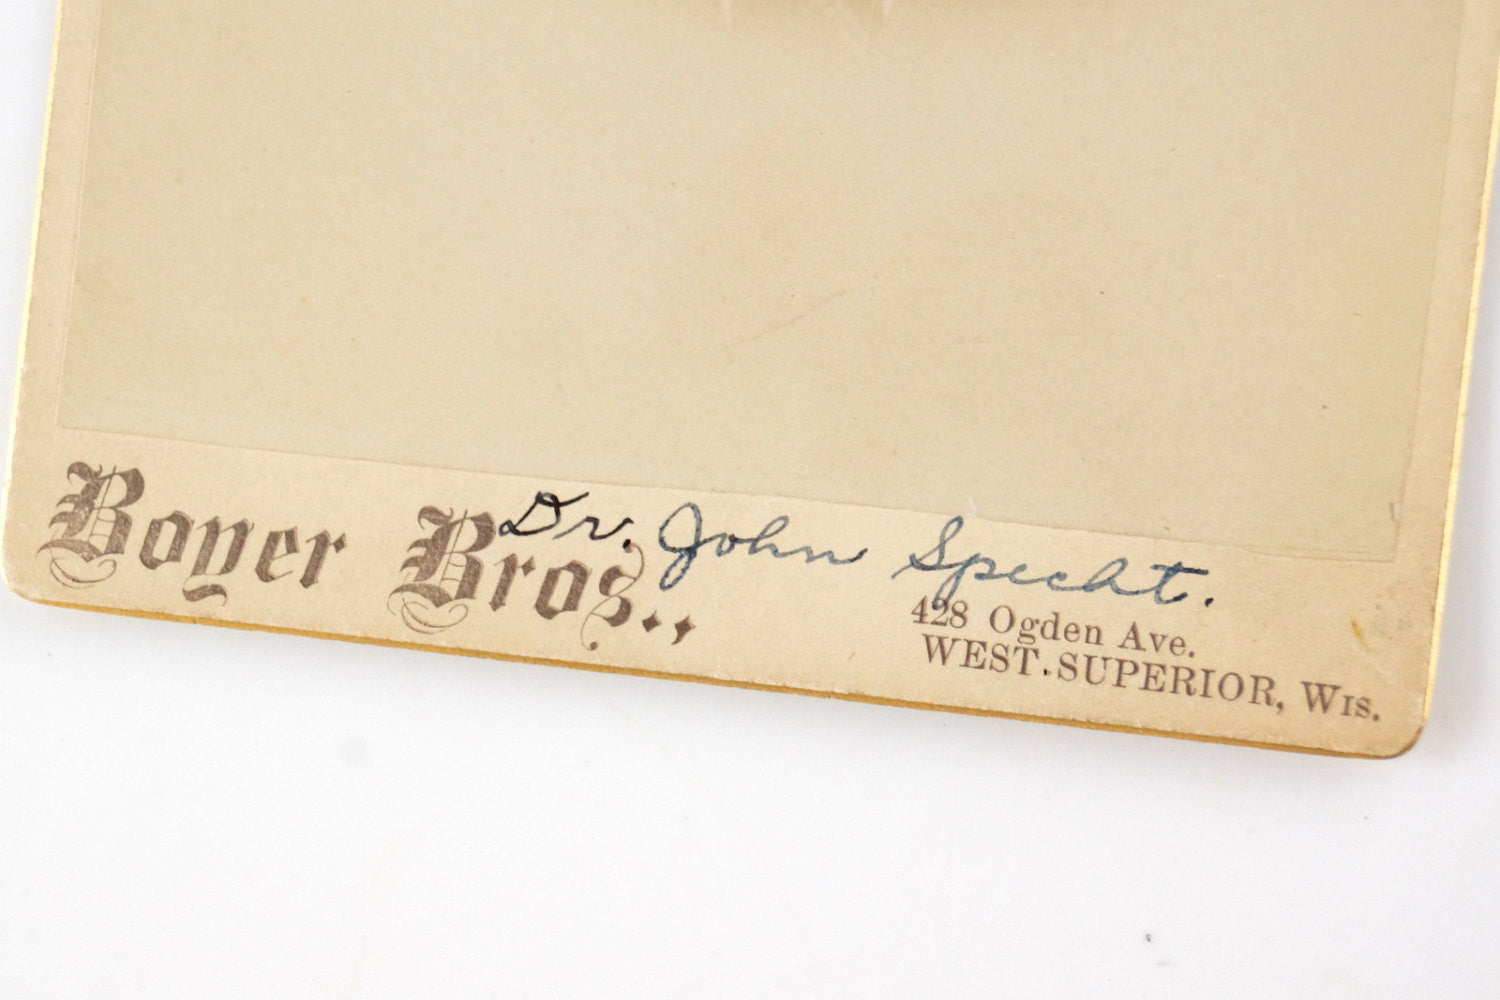 Boyer Bros.,
Dr. John Specht.
428 Ogden Ave.
WEST.SUPERIOR, WIS.